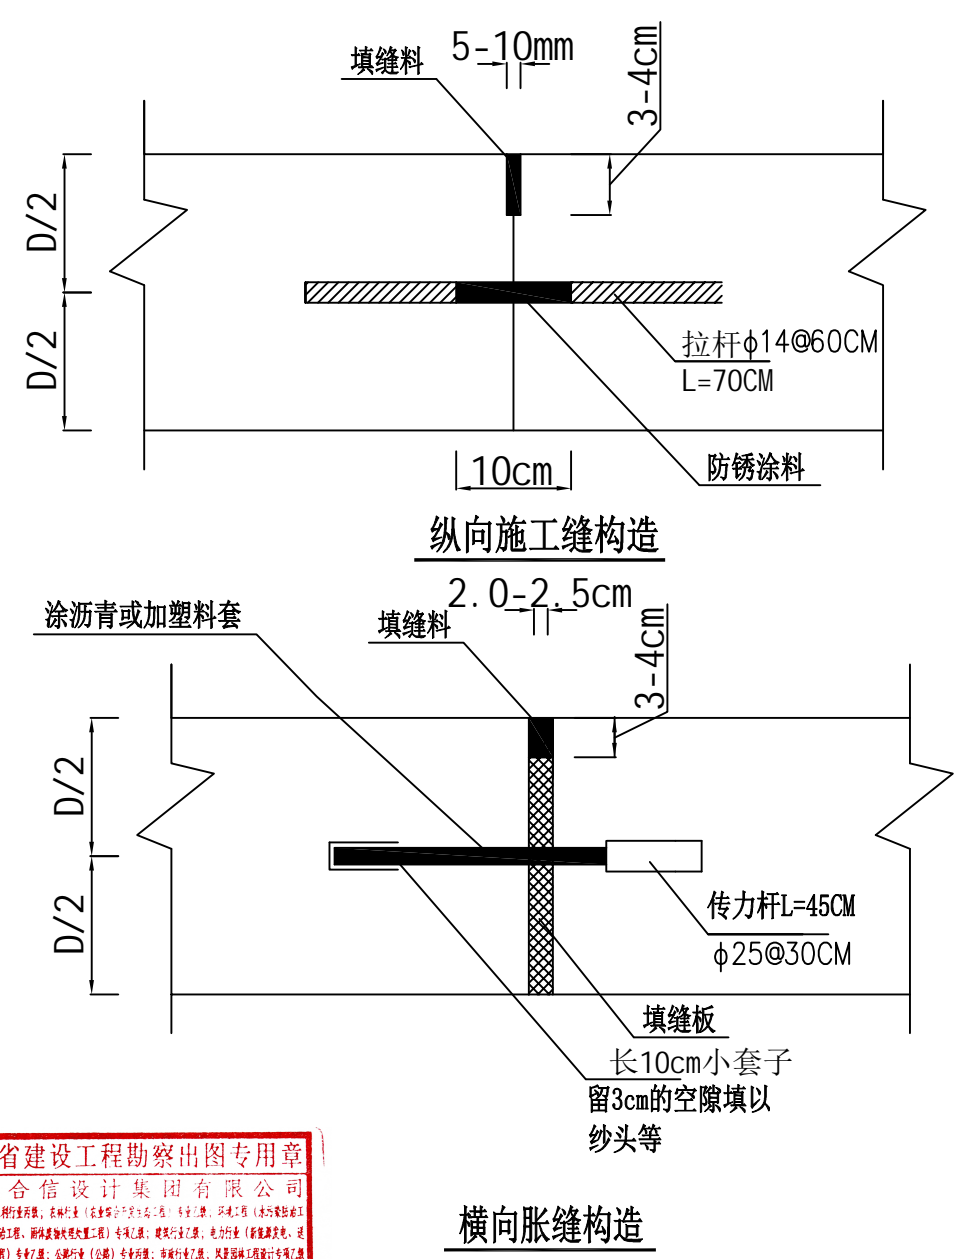 5-10mm
填缝料
3-4cm
D/2
D/2
拉杆ϕ14@60CM
L=70CM
防锈涂料
10cm
纵向施工缝构造
2.0-2.5cm
涂沥青或加塑料套
填缝料
3-4cm
D/2
D/2
传力杆L=45CM
ϕ25@30CM
填缝板
长10cm小套子
留3cm的空隙填以
纱头等
横向胀缝构造
省建设工程勘察出图专用章
合信设计集团有限公司